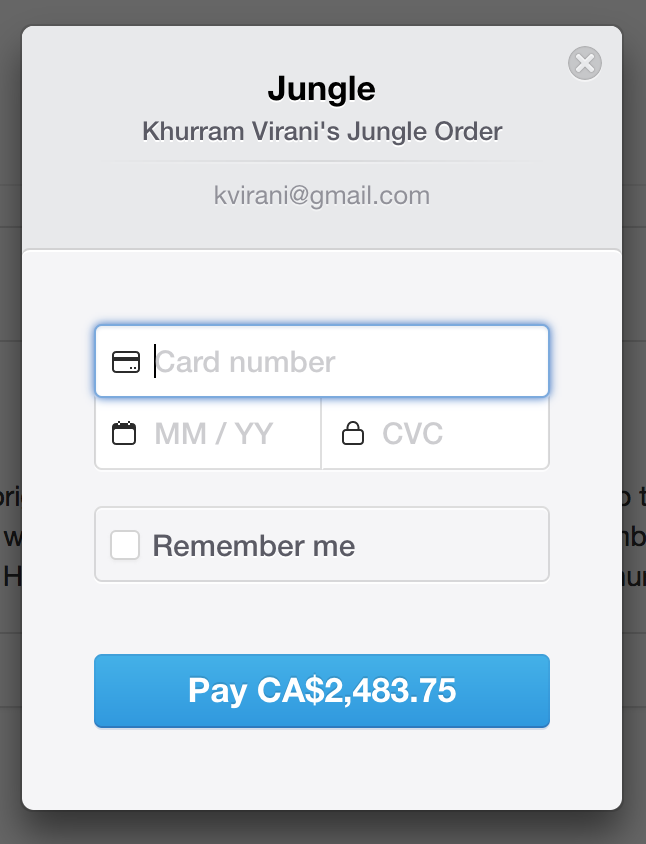 Jungle
Khurram Virani's Jungle Order
kvirani@gmail.com
Card number
MM / YY
CVC
Remember me
Pay CA$2,483.75